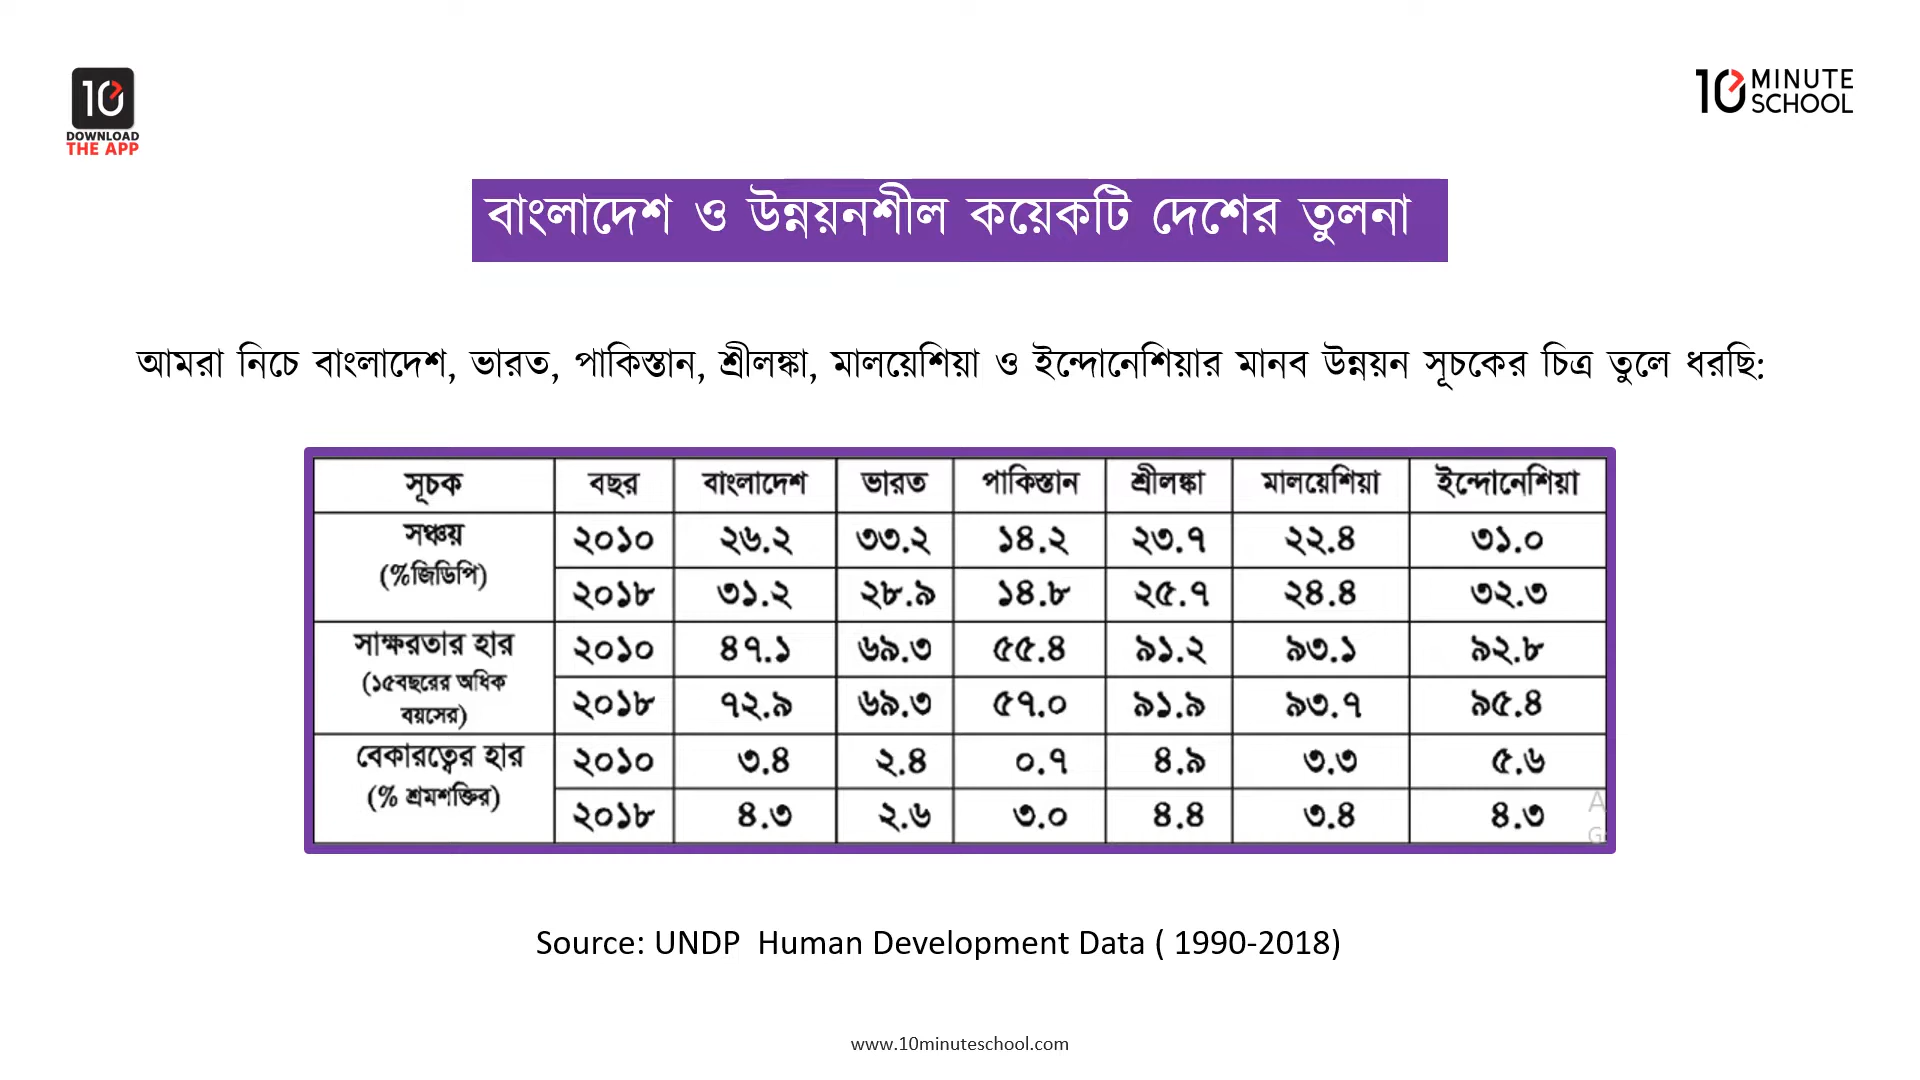 10
DOWNLOAD
THE APP
10 MINUTE
SCHOOL
বাংলাদেশ ও উন্নয়নশীল কয়েকটি দেশের তুলনা
আমরা নিচে বাংলাদেশ, ভারত, পাকিস্তান, শ্রীলঙ্কা, মালয়েশিয়া ও ইন্দোনেশিয়ার মানব উন্নয়ন সূচকের চিত্র তুলে ধরছি:
সূচক বছর বাংলাদেশ ভারত পাকিস্তান শ্রীলঙ্কা মালয়েশিয়া ইন্দোনেশিয়া
সঞ্চয় ২০১০ ২৬.২ ৩৩.২ ১৪.২ ২৩.৭ ২২.৪ ৩১.০
(%জিডিপি) ২০১৮ ৩১.২ ২৮.৯ ১৪.৮ ২৫.৭ ২৪.৪ ৩২.৩
সাক্ষরতার হার ২০১০ ৪৭.১ ৬৯.৩ ৫৫.৪ ৯১.২ ৯৩.১ ৯২.৮
(১৫বছরের অধিক
বয়সের) ২০১৮ ৭২.৯ ৬৯.৩ ৫৭.০ ৯১.৯ ৯৩.৭ ৯৫.৪
বেকারত্বের হার ২০১০ ৩.৪ ২.৪ ০.৭ ৪.৯ ৩.৩ ৫.৬
(% শ্রমশক্তির) ২০১৮ ৪.৩ ২.৬ ৩.০ ৪.৪ ৩.৪ ৪.৩
A
G
Source: UNDP Human Development Data ( 1990-2018)
www.10minuteschool.com